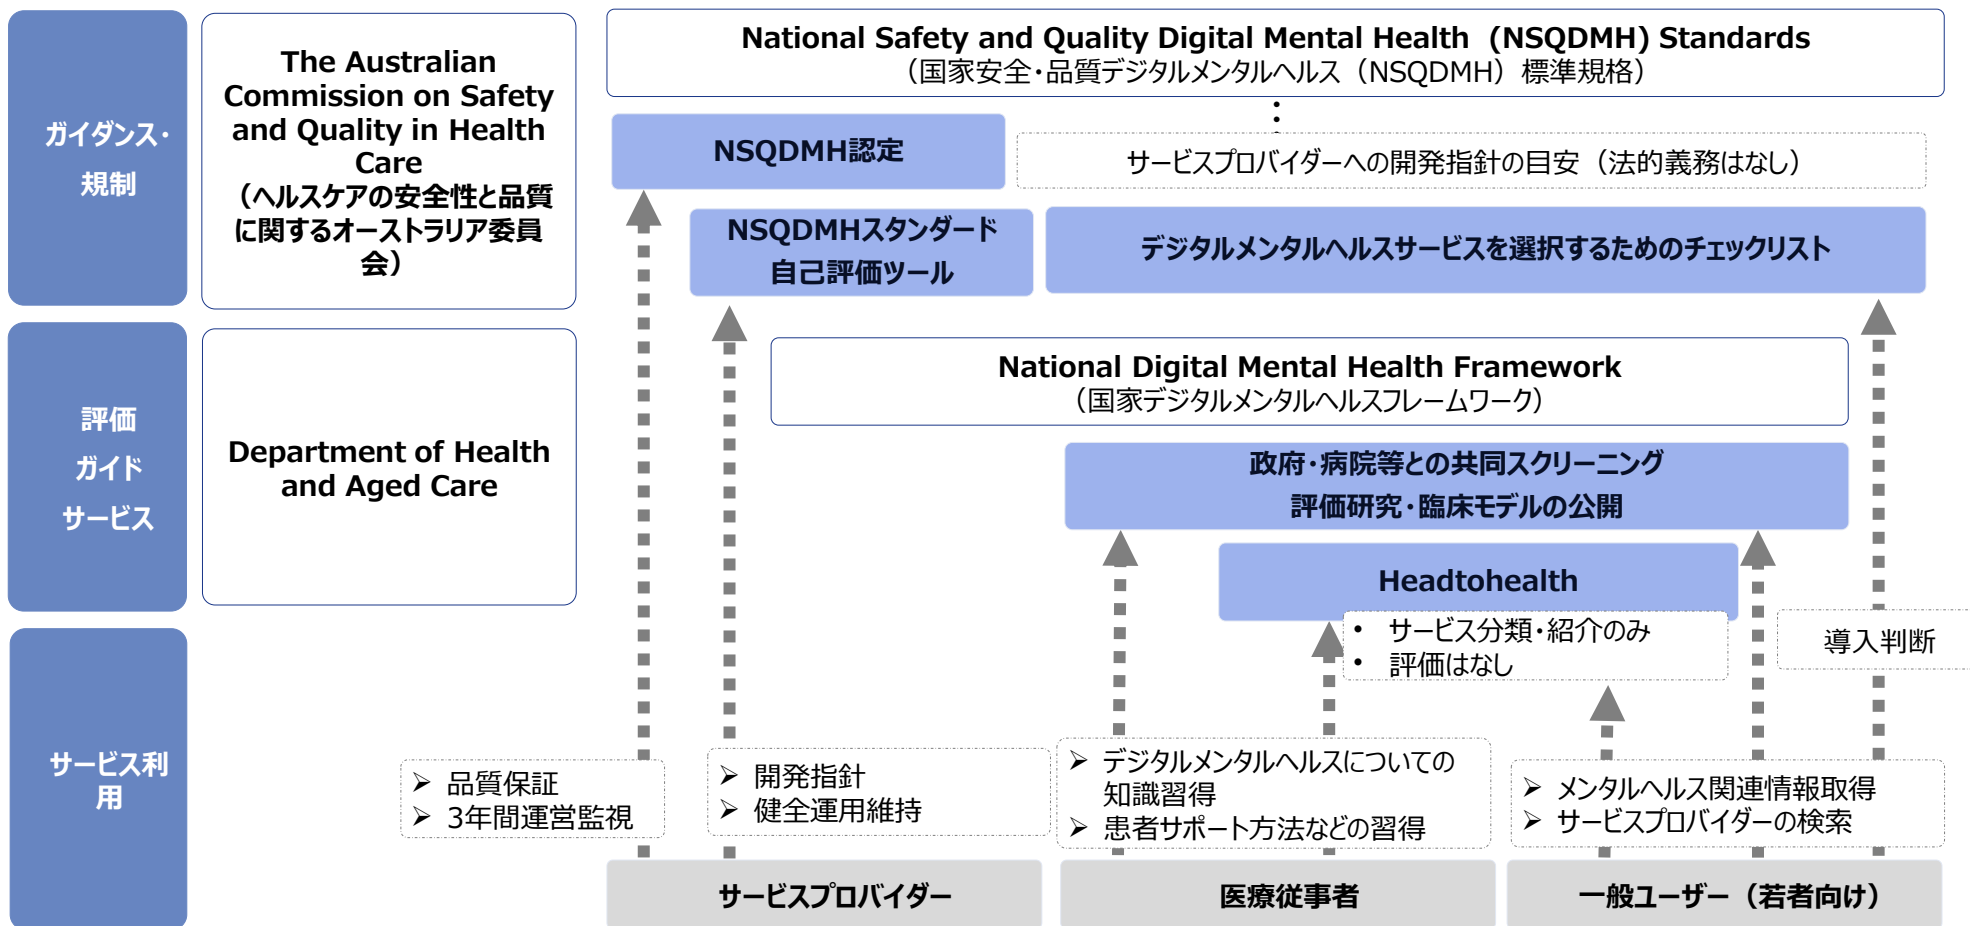 ガイダンス・
規制
The Australian
Commission on Safety
and Quality in Health
Care
（ヘルスケアの安全性と品質
に関するオーストラリア委員
会）
National Safety and Quality Digital Mental Health (NSQDMH) Standards
（国家安全・品質デジタルメンタルヘルス（NSQDMH）標準規格）
NSQDMH認定
サービスプロバイダーへの開発指針の目安（法的義務はなし）
NSQDMHスタンダード
自己評価ツール
デジタルメンタルヘルスサービスを選択するためのチェックリスト
評価
ガイド
サービス
Department of Health
and Aged Care
National Digital Mental Health Framework
（国家デジタルメンタルヘルスフレームワーク）
政府・病院等との共同スクリーニング
評価研究・臨床モデルの公開
Headtohealth
• サービス分類・紹介のみ
• 評価はなし
導入判断
サービス利
用
➢ 品質保証
➢ 3年間運営監視
➢ 開発指針
➢ 健全運用維持
➢ デジタルメンタルヘルスについての
知識習得
➢ 患者サポート方法などの習得
➢ メンタルヘルス関連情報取得
➢ サービスプロバイダーの検索
サービスプロバイダー
医療従事者
一般ユーザー（若者向け）